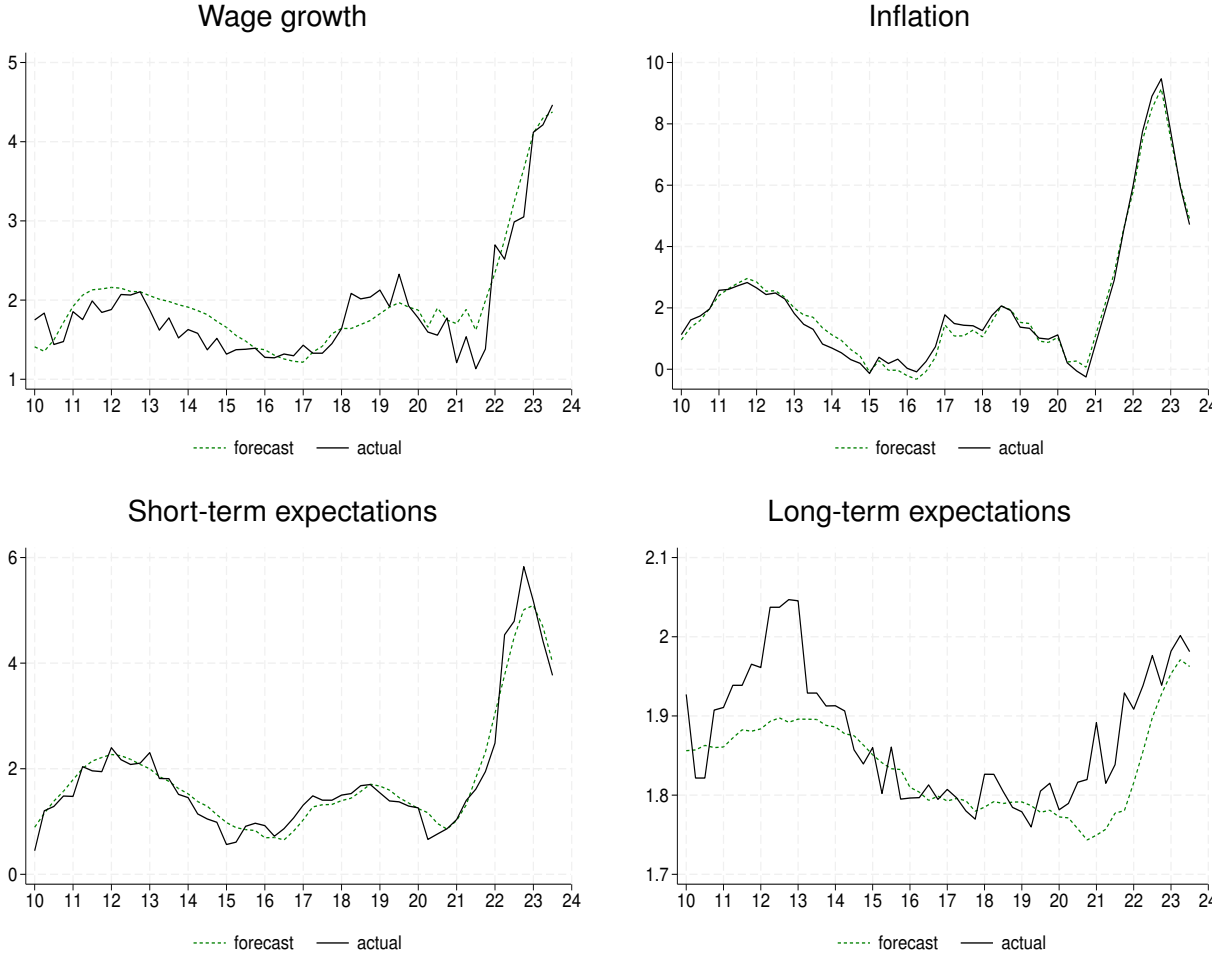 Wage growth
5
4
3
2
1
10 11 12 13 14 15 16 17 18 19 20 21 22 23 24
forecast actual
Inflation
10
8
6
4
2
0
10 11 12 13 14 15 16 17 18 19 20 21 22 23 24
forecast actual
Short-term expectations
6
4
2
0
10 11 12 13 14 15 16 17 18 19 20 21 22 23 24
forecast actual
Long-term expectations
2.1
2
1.9
1.8
1.7
10 11 12 13 14 15 16 17 18 19 20 21 22 23 24
forecast actual